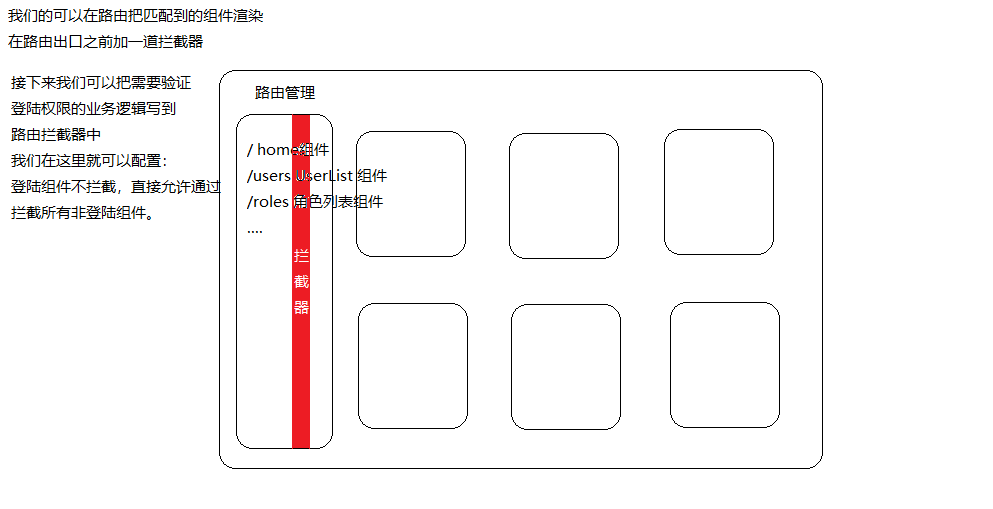 我们的可以在路由把匹配到的组件渲染
在路由出口之前加一道拦截器
接下来我们可以把需要验证
登陆权限的业务逻辑写到
路由拦截器中
我们在这里就可以配置：
登陆组件不拦截，直接允许通过
拦截所有非登陆组件。
路由管理
/ home组件
/users UserList 组件
/roles 角色列表组件
....
拦
截
器